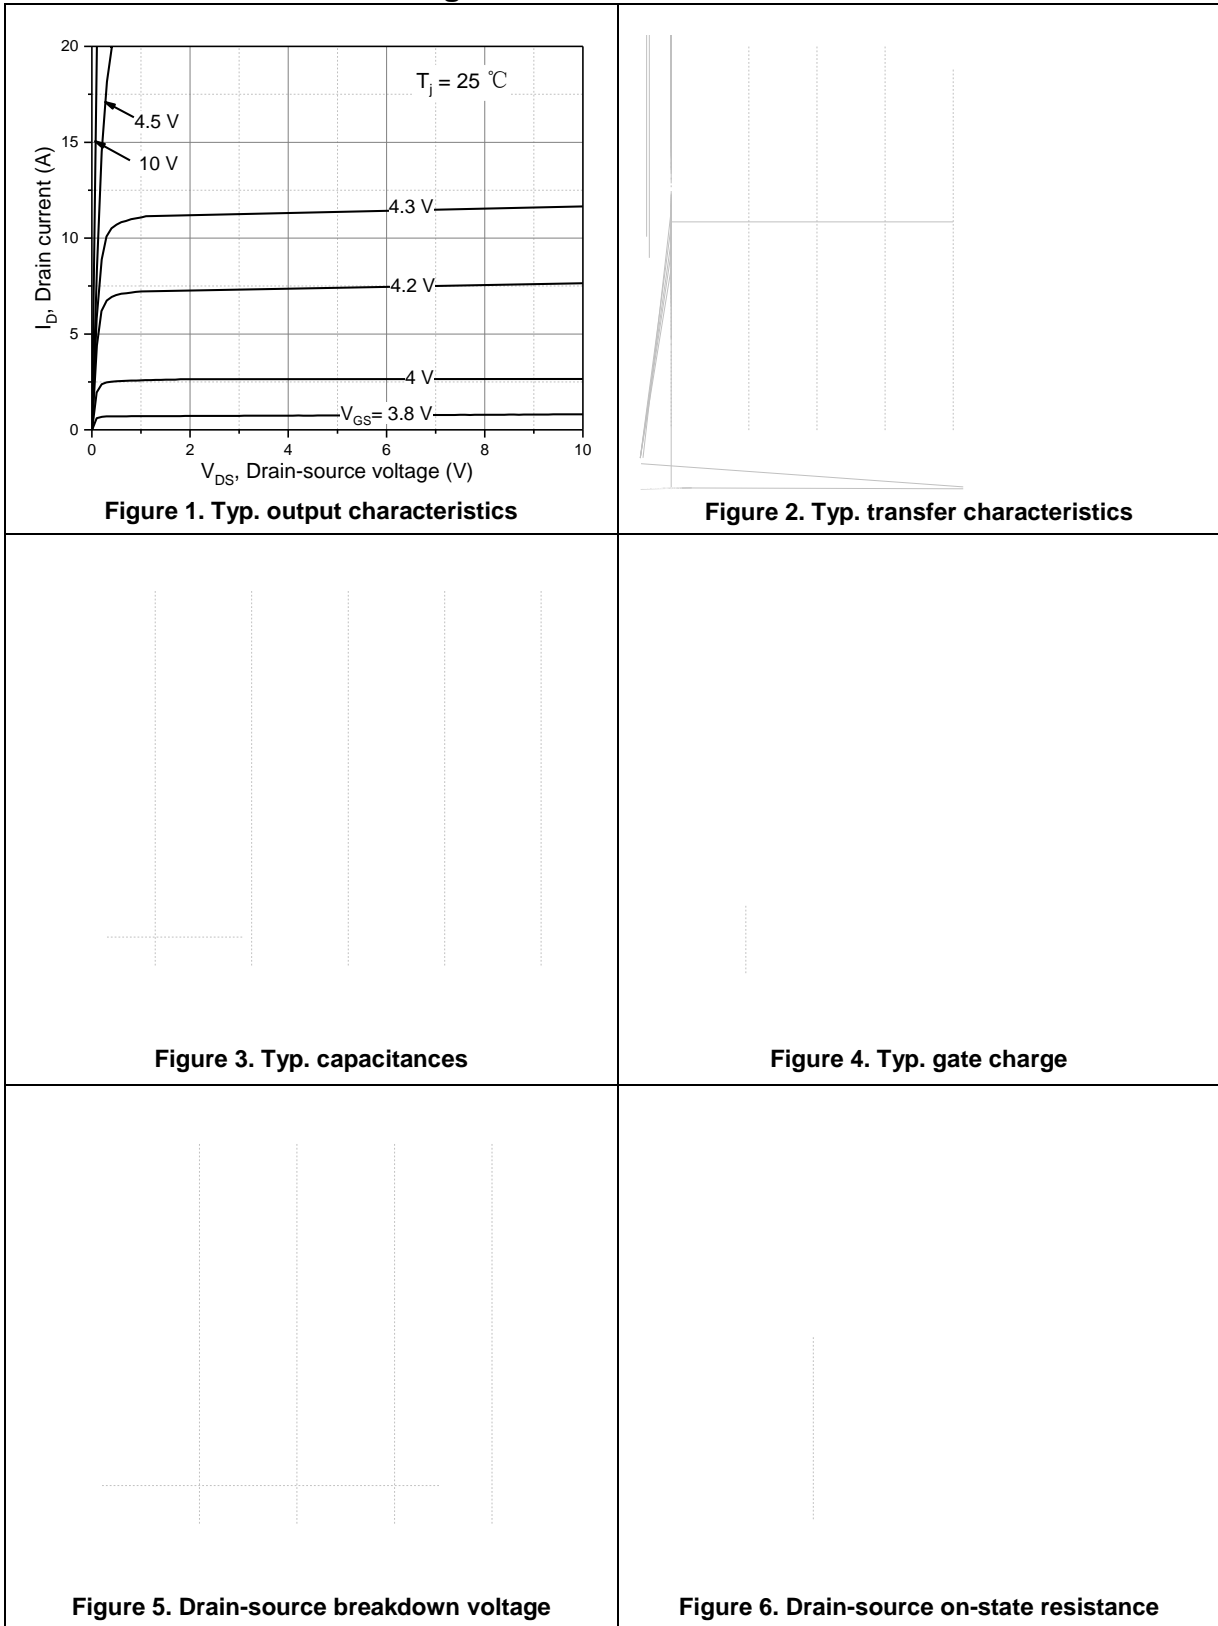 20
T_j = 25 ℃
4.5 V
15
10 V
4.3 V
10
4.2 V
5
4 V
V_GS= 3.8 V
0
0 2 4 6 8 10
I_D, Drain current (A)
V_DS, Drain-source voltage (V)
Figure 1. Typ. output characteristics
Figure 2. Typ. transfer characteristics
Figure 3. Typ. capacitances
Figure 4. Typ. gate charge
Figure 5. Drain-source breakdown voltage
Figure 6. Drain-source on-state resistance